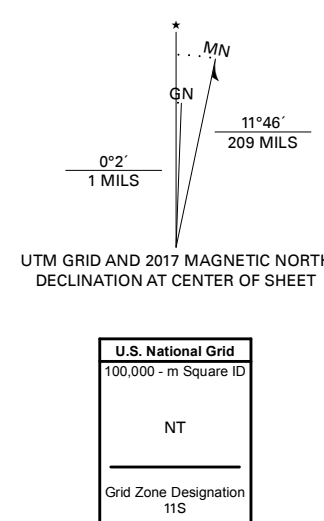 ★
MN
GN
11°46´
209 MILS
0°2´
1 MILS
UTM GRID AND 2017 MAGNETIC NORTH
DECLINATION AT CENTER OF SHEET
U.S. National Grid
100,000 - m Square ID
NT
Grid Zone Designation
11S